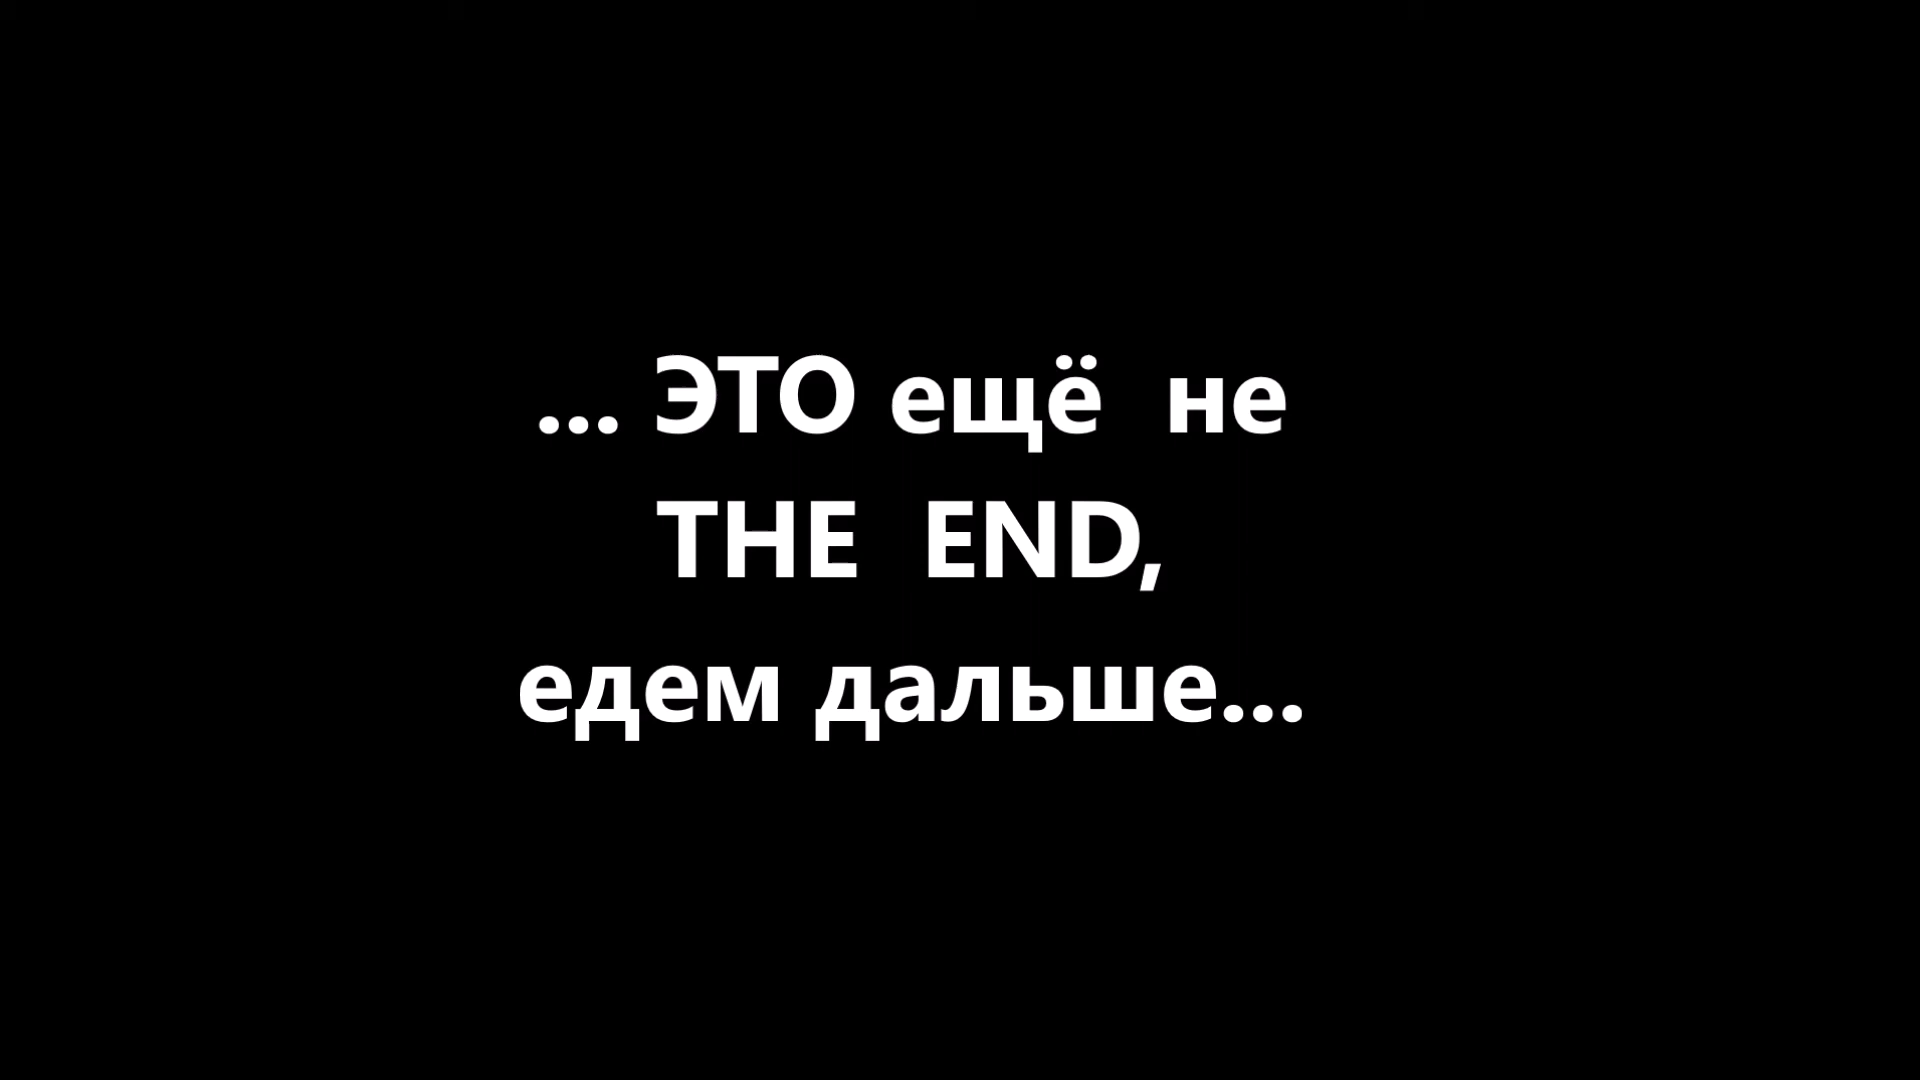 ... ЭТО ещё не
THE END,
едем дальше...